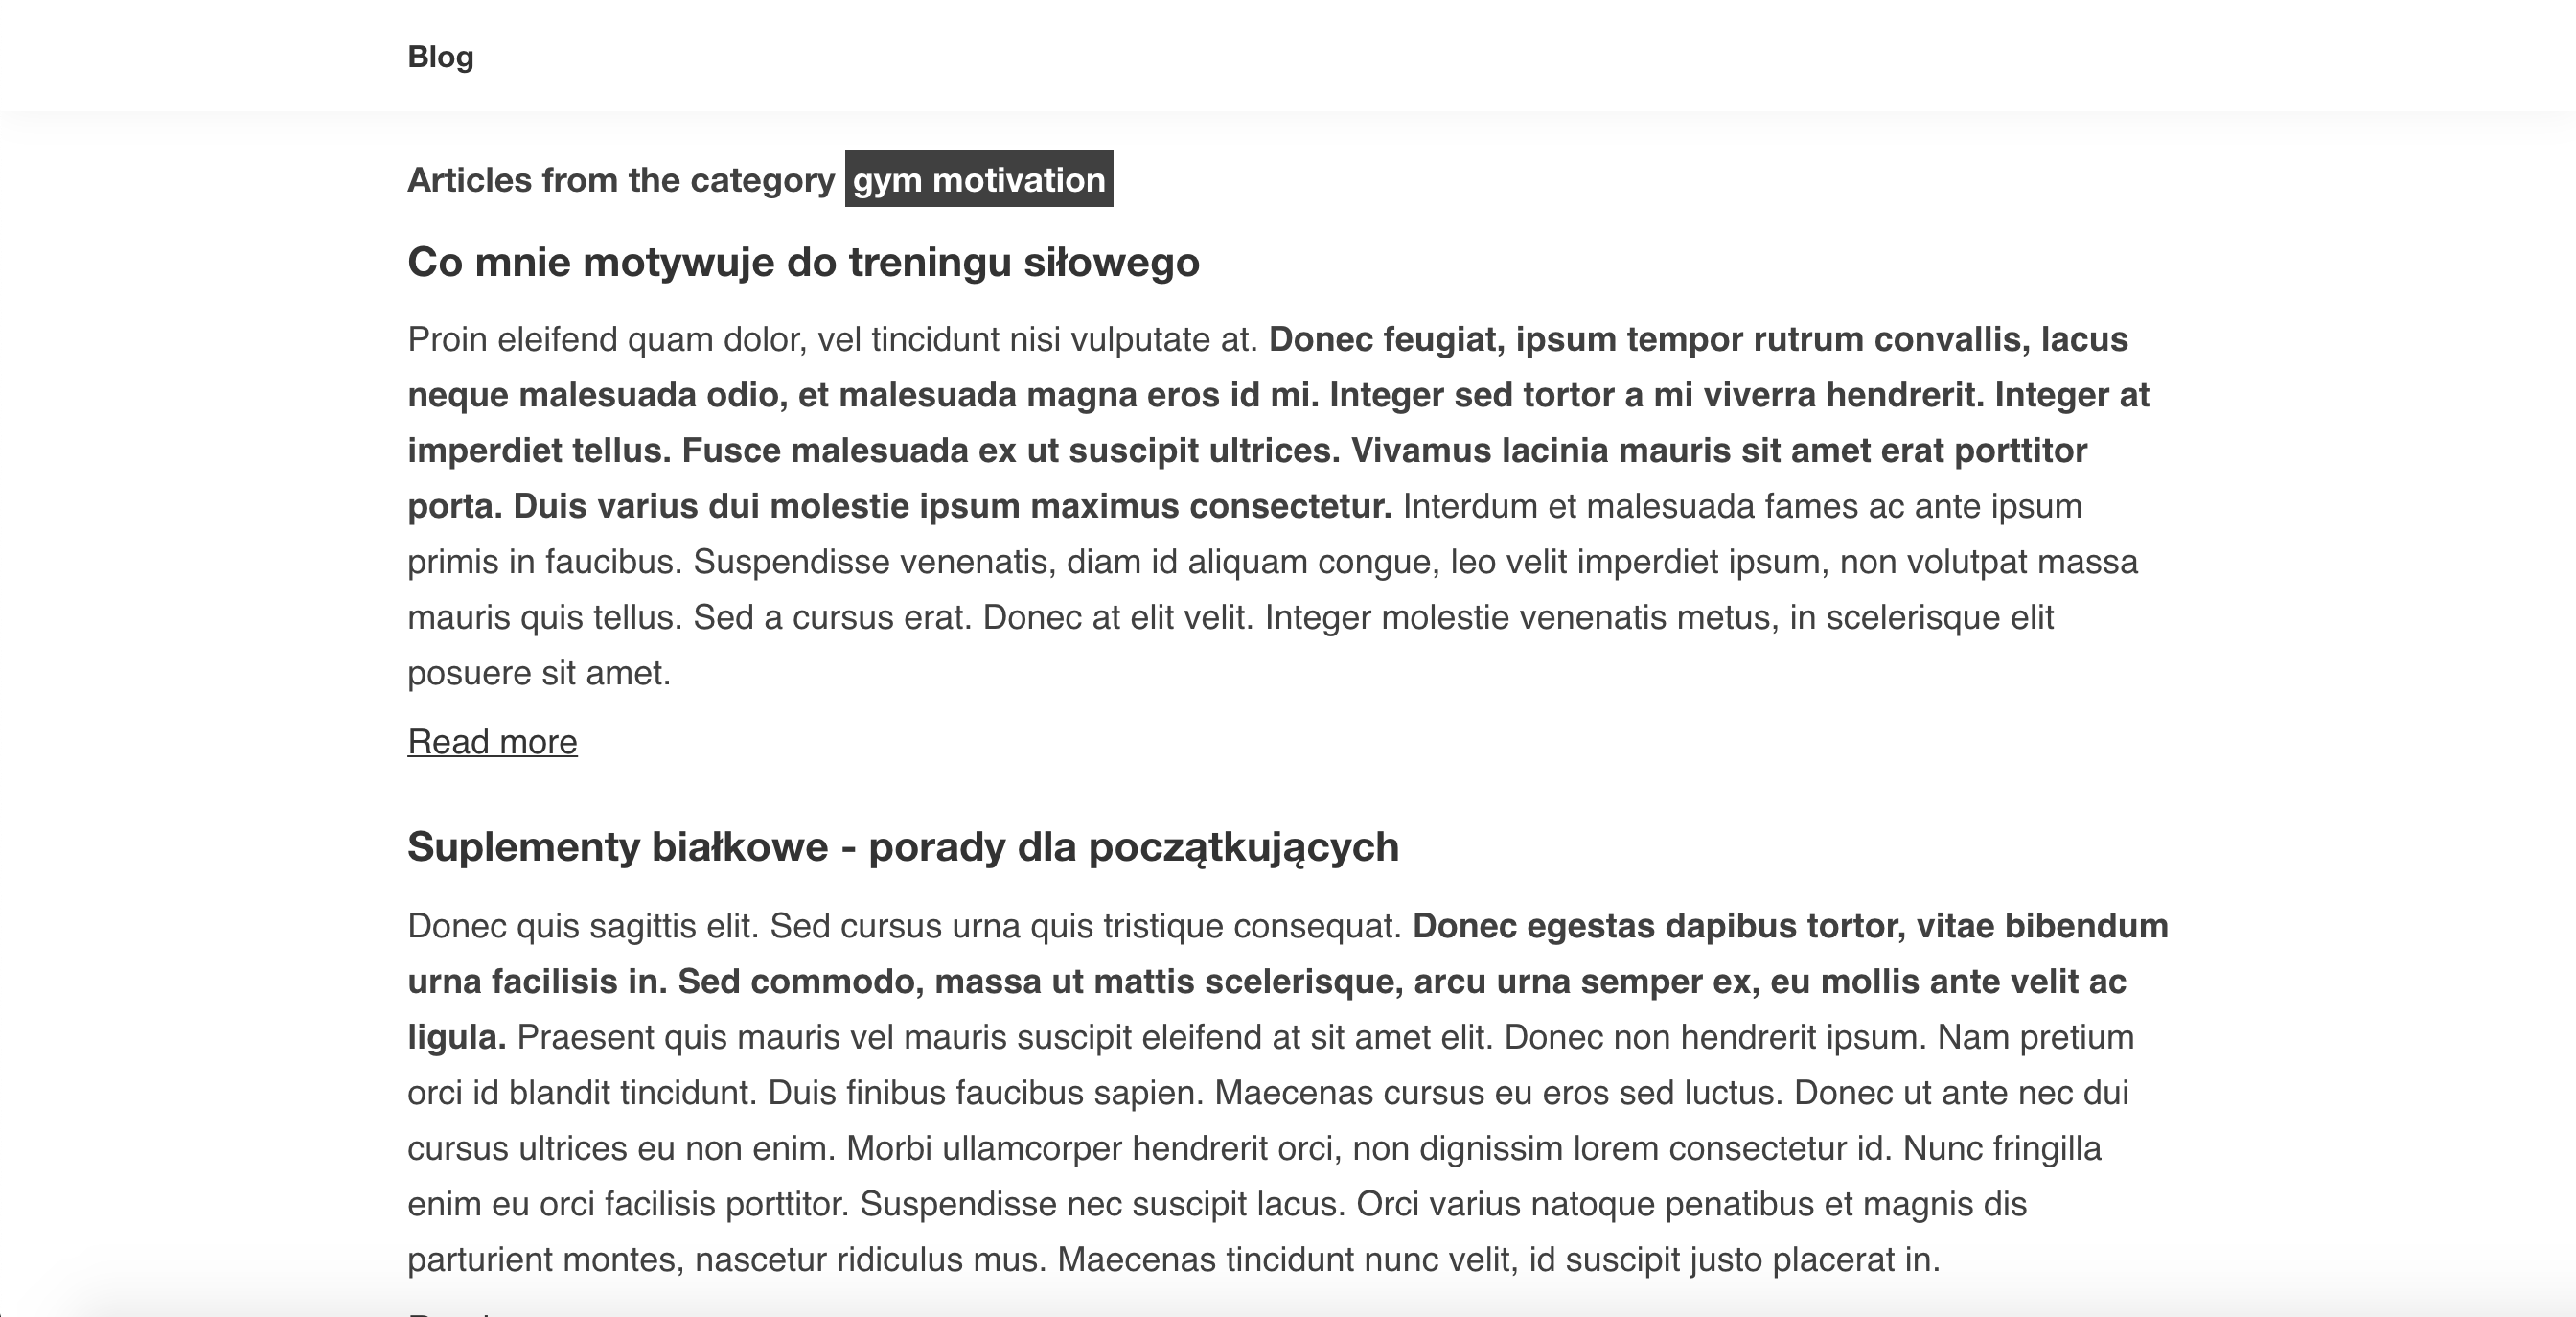 Blog
Articles from the category gym motivation
Co mnie motywuje do treningu siłowego
Proin eleifend quam dolor, vel tincidunt nisi vulputate at. Donec feugiat, ipsum tempor rutrum convallis, lacus
neque malesuada odio, et malesuada magna eros id mi. Integer sed tortor a mi viverra hendrerit. Integer at
imperdiet tellus. Fusce malesuada ex ut suscipit ultrices. Vivamus lacinia mauris sit amet erat porttitor
porta. Duis varius dui molestie ipsum maximus consectetur. Interdum et malesuada fames ac ante ipsum
primis in faucibus. Suspendisse venenatis, diam id aliquam congue, leo velit imperdiet ipsum, non volutpat massa
mauris quis tellus. Sed a cursus erat. Donec at elit velit. Integer molestie venenatis metus, in scelerisque elit
posuere sit amet.
Read more
Suplementy białkowe - porady dla początkujących
Donec quis sagittis elit. Sed cursus urna quis tristique consequat. Donec egestas dapibus tortor, vitae bibendum
urna facilisis in. Sed commodo, massa ut mattis scelerisque, arcu urna semper ex, eu mollis ante velit ac
ligula. Praesent quis mauris vel mauris suscipit eleifend at sit amet elit. Donec non hendrerit ipsum. Nam pretium
orci id blandit tincidunt. Duis finibus faucibus sapien. Maecenas cursus eu eros sed luctus. Donec ut ante nec dui
cursus ultrices eu non enim. Morbi ullamcorper hendrerit orci, non dignissim lorem consectetur id. Nunc fringilla
enim eu orci facilisis porttitor. Suspendisse nec suscipit lacus. Orci varius natoque penatibus et magnis dis
parturient montes, nascetur ridiculus mus. Maecenas tincidunt nunc velit, id suscipit justo placerat in.